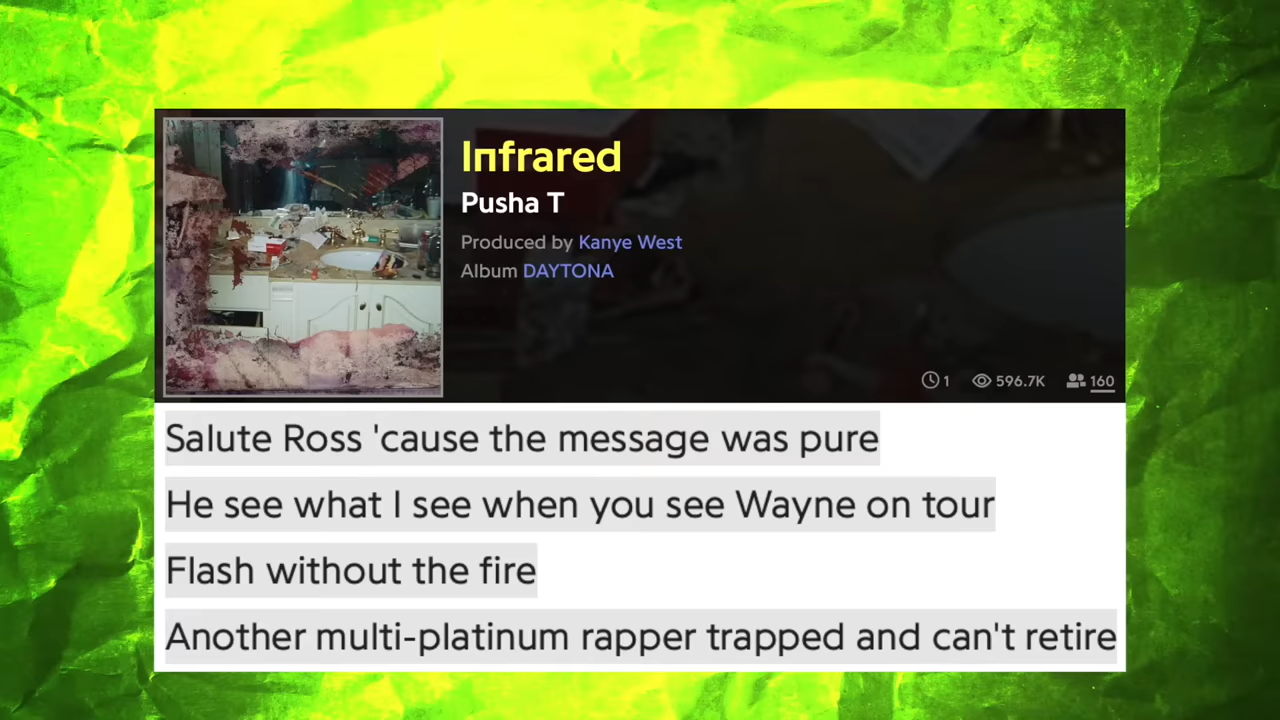 Iпfrared
Pusha T
Produced by Kanye West
Album DAYTONA
1 596.7K 160
Salute Ross 'cause the message was pure
He see what I see when you see Wayne on tour
Flash without the fire
Another multi-platinum rapper trapped and can't retire